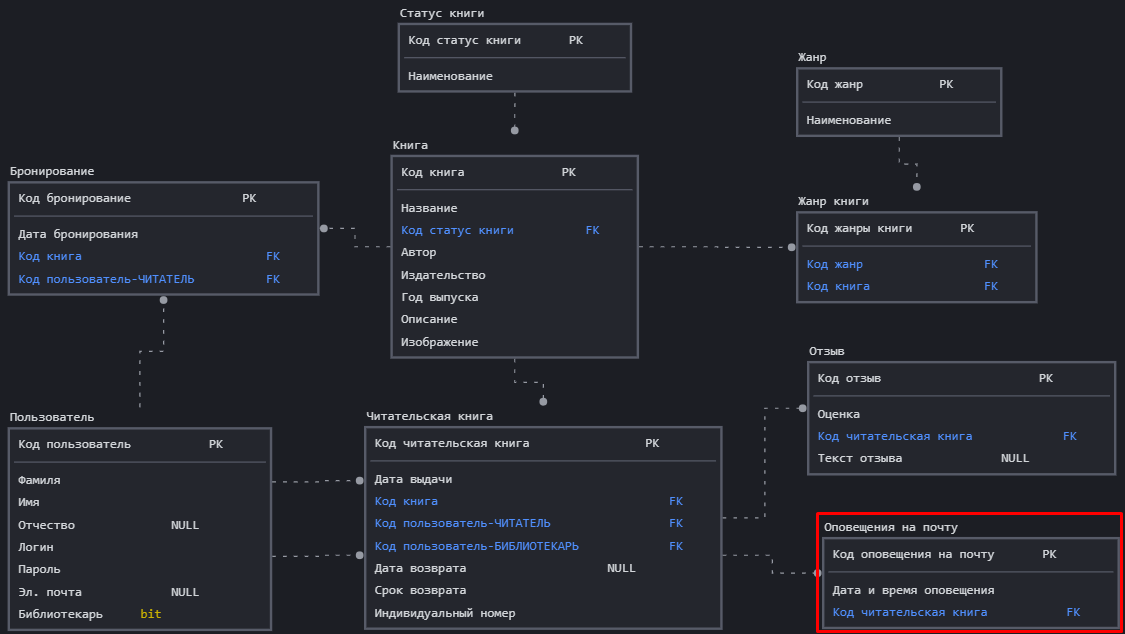 Статус книги
Код статус книги PK
Наименование
Жанр
Код жанр PK
Наименование
Книга
Код книга PK
Название
Код статус книги FK
Автор
Издательство
Год выпуска
Описание
Изображение
Бронирование
Код бронирование PK
Дата бронирования
Код книга FK
Код пользователь-ЧИТАТЕЛЬ FK
Жанр книги
Код жанры книги PK
Код жанр FK
Код книга FK
Отзыв
Код отзыв PK
Оценка
Код читательская книга FK
Текст отзыва NULL
Пользователь
Код пользователь PK
Фамиля
Имя
Отчество NULL
Логин
Пароль
Эл. почта NULL
Библиотекарь bit
Читательская книга
Код читательская книга PK
Дата выдачи
Код книга FK
Код пользователь-ЧИТАТЕЛЬ FK
Код пользователь-БИБЛИОТЕКАРЬ FK
Дата возврата NULL
Срок возврата
Индивидуальный номер
Оповещения на почту
Код оповещения на почту PK
Дата и время оповещения
Код читательская книга FK